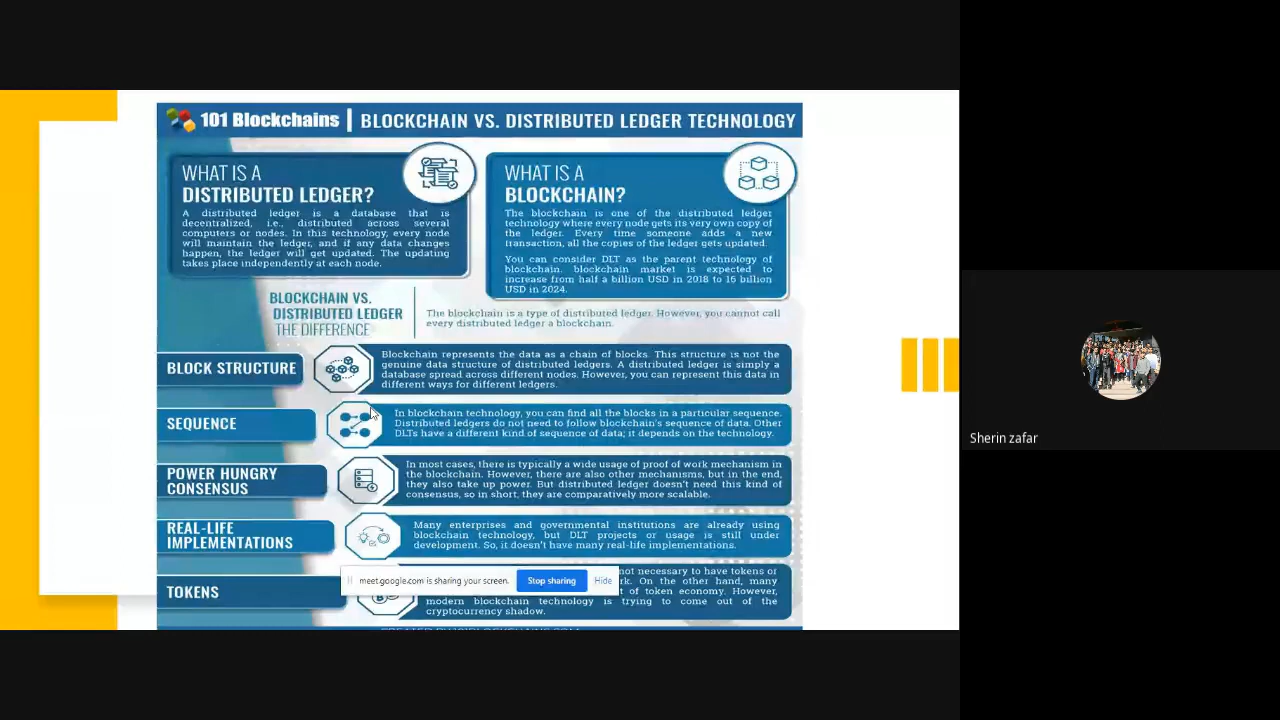 101 Blockchains | BLOCKCHAIN VS. DISTRIBUTED LEDGER TECHNOLOGY
WHAT IS A
DISTRIBUTED LEDGER?
A distributed ledger is a database that is
decentralized, i.e., distributed across several
computers or nodes. In this technology, every node
will maintain the ledger, and if any data changes
happen, the ledger will get updated. The updating
takes place independently at each node.
WHAT IS A
BLOCKCHAIN?
The blockchain is one of the distributed ledger
technology where every node gets its very own copy of
the ledger. Every time someone adds a new
transaction, all the copies of the ledger gets updated.
You can consider DLT as the parent technology of
blockchain. blockchain market is expected to
increase from half a billion USD in 2018 to 15 billion
USD in 2024.
BLOCKCHAIN VS.
DISTRIBUTED LEDGER
THE DIFFERENCE
The blockchain is a type of distributed ledger. However, you cannot call
every distributed ledger a blockchain.
BLOCK STRUCTURE
Blockchain represents the data as a chain of blocks. This structure is not the
genuine data structure of distributed ledgers. A distributed ledger is simply a
database spread across different nodes. However, you can represent this data in
different ways for different ledgers.
SEQUENCE
In blockchain technology, you can find all the blocks in a particular sequence.
Distributed ledgers do not need to follow blockchain's sequence of data. Other
DLTs have a different kind of sequence of data; it depends on the technology.
POWER HUNGRY
CONSENSUS
In most cases, there is typically a wide usage of proof of work mechanism in
the blockchain. However, there are also other mechanisms, but in the end,
they also take up power. But distributed ledger doesn't need this kind of
consensus, so in short, they are comparatively more scalable.
REAL-LIFE
IMPLEMENTATIONS
Many enterprises and governmental institutions are already using
blockchain technology, but DLT projects or usage is still under
development. So, it doesn't have many real-life implementations.
TOKENS
not necessary to have tokens or
On the other hand, many
of token economy. However,
modern blockchain technology is trying to come out of the
cryptocurrency shadow.
meet.google.com is sharing your screen.
Stop sharing
Hide
Sherin zafar